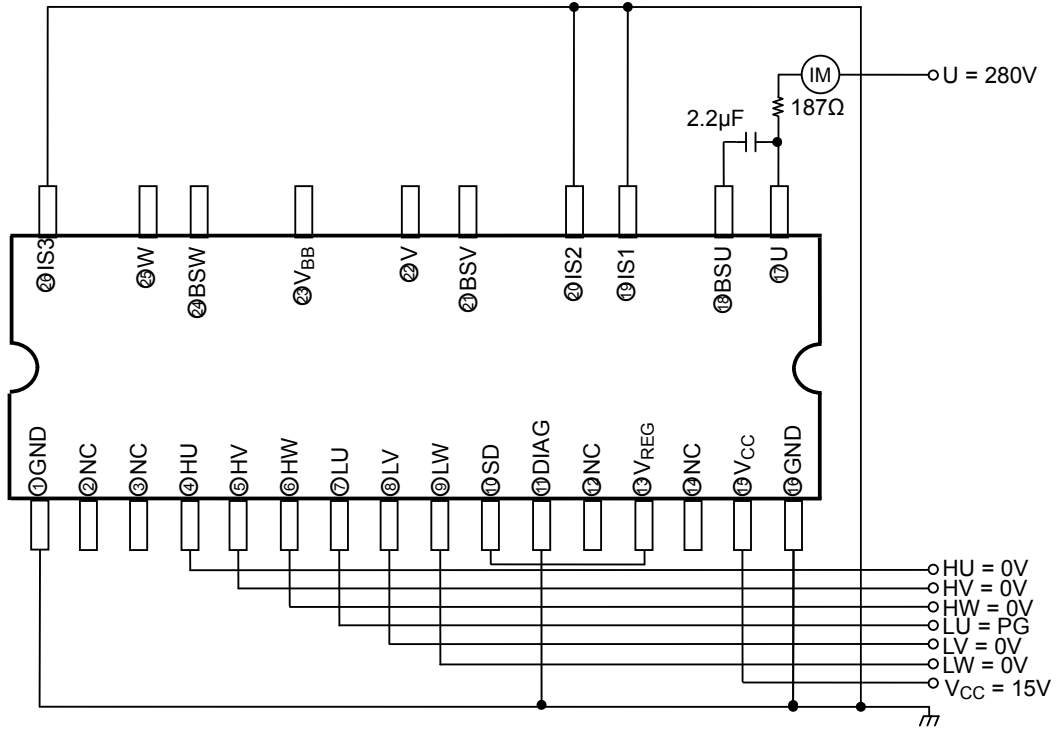 IM
U = 280V
187Ω
2.2μF
㉖IS3
㉕W
㉔BSW
㉓VBB
㉒V
㉑BSV
⑳IS2
⑲IS1
⑱BSU
⑰U
①GND
②NC
③NC
④HU
⑤HV
⑥HW
⑦LU
⑧LV
⑨LW
⑩SD
⑪DIAG
⑫NC
⑬VREG
⑭NC
⑮VCC
⑯GND
HU = 0V
HV = 0V
HW = 0V
LU = PG
LV = 0V
LW = 0V
VCC = 15V